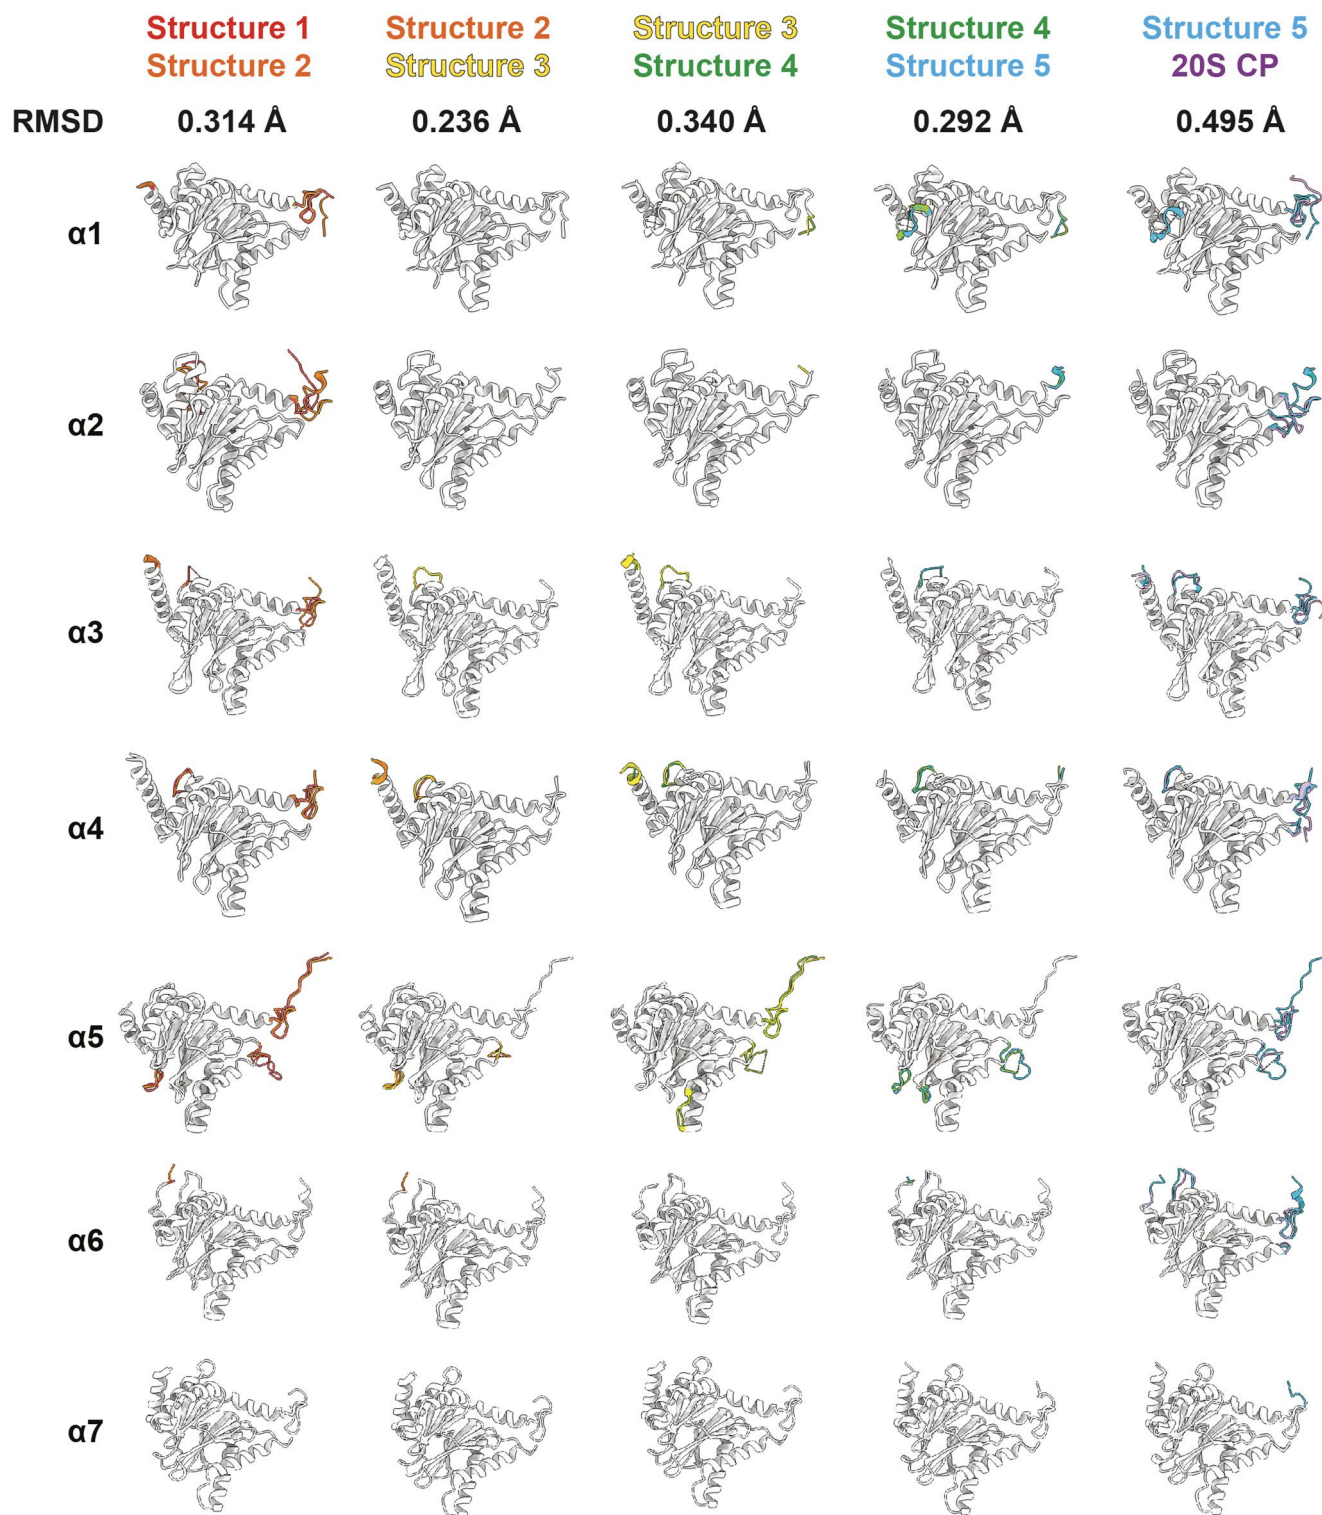 Structure 1 Structure 2 Structure 3 Structure 4 Structure 5
Structure 2 Structure 3 Structure 4 Structure 5 20S CP
RMSD 0.314 Å 0.236 Å 0.340 Å 0.292 Å 0.495 Å
α1
α2
α3
α4
α5
α6
α7